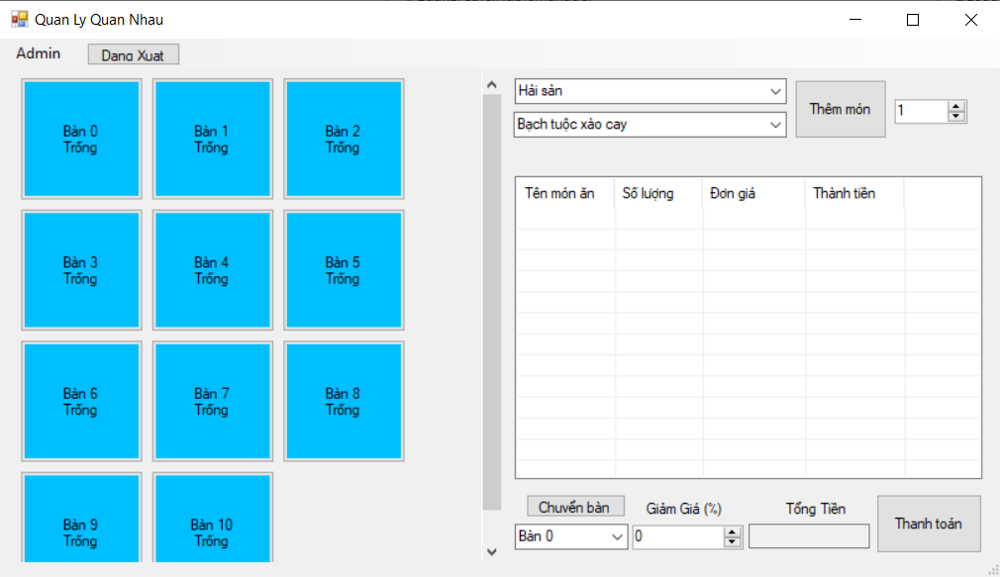 Quan Ly Quan Nhau
Admin
Dang Xuat
Bàn 0
Trống
Bàn 1
Trống
Bàn 2
Trống
Bàn 3
Trống
Bàn 4
Trống
Bàn 5
Trống
Bàn 6
Trống
Bàn 7
Trống
Bàn 8
Trống
Bàn 9
Trống
Bàn 10
Trống
Hải sản
Bạch tuộc xào cay
Thêm món
1
Tên món ăn
Số lượng
Đơn giá
Thành tiền
Chuyển bàn
Giảm Giá (%)
Tổng Tiền
Bàn 0
0
Thanh toán